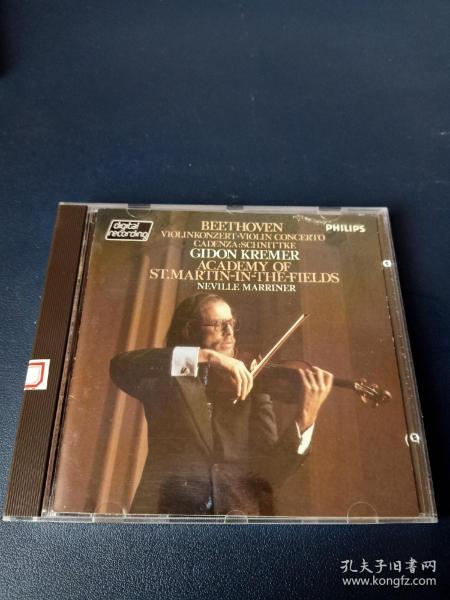 digital
recording
BEETHOVEN
VIOLINKONZERT·VIOLIN CONCERTO
CADENZA:SCHNITTKE
GIDON KREMER
ACADEMY OF
ST.MARTIN-IN-THE-FIELDS
NEVILLE MARRINER
PHILIPS
孔夫子旧书网
www.kongfz.com